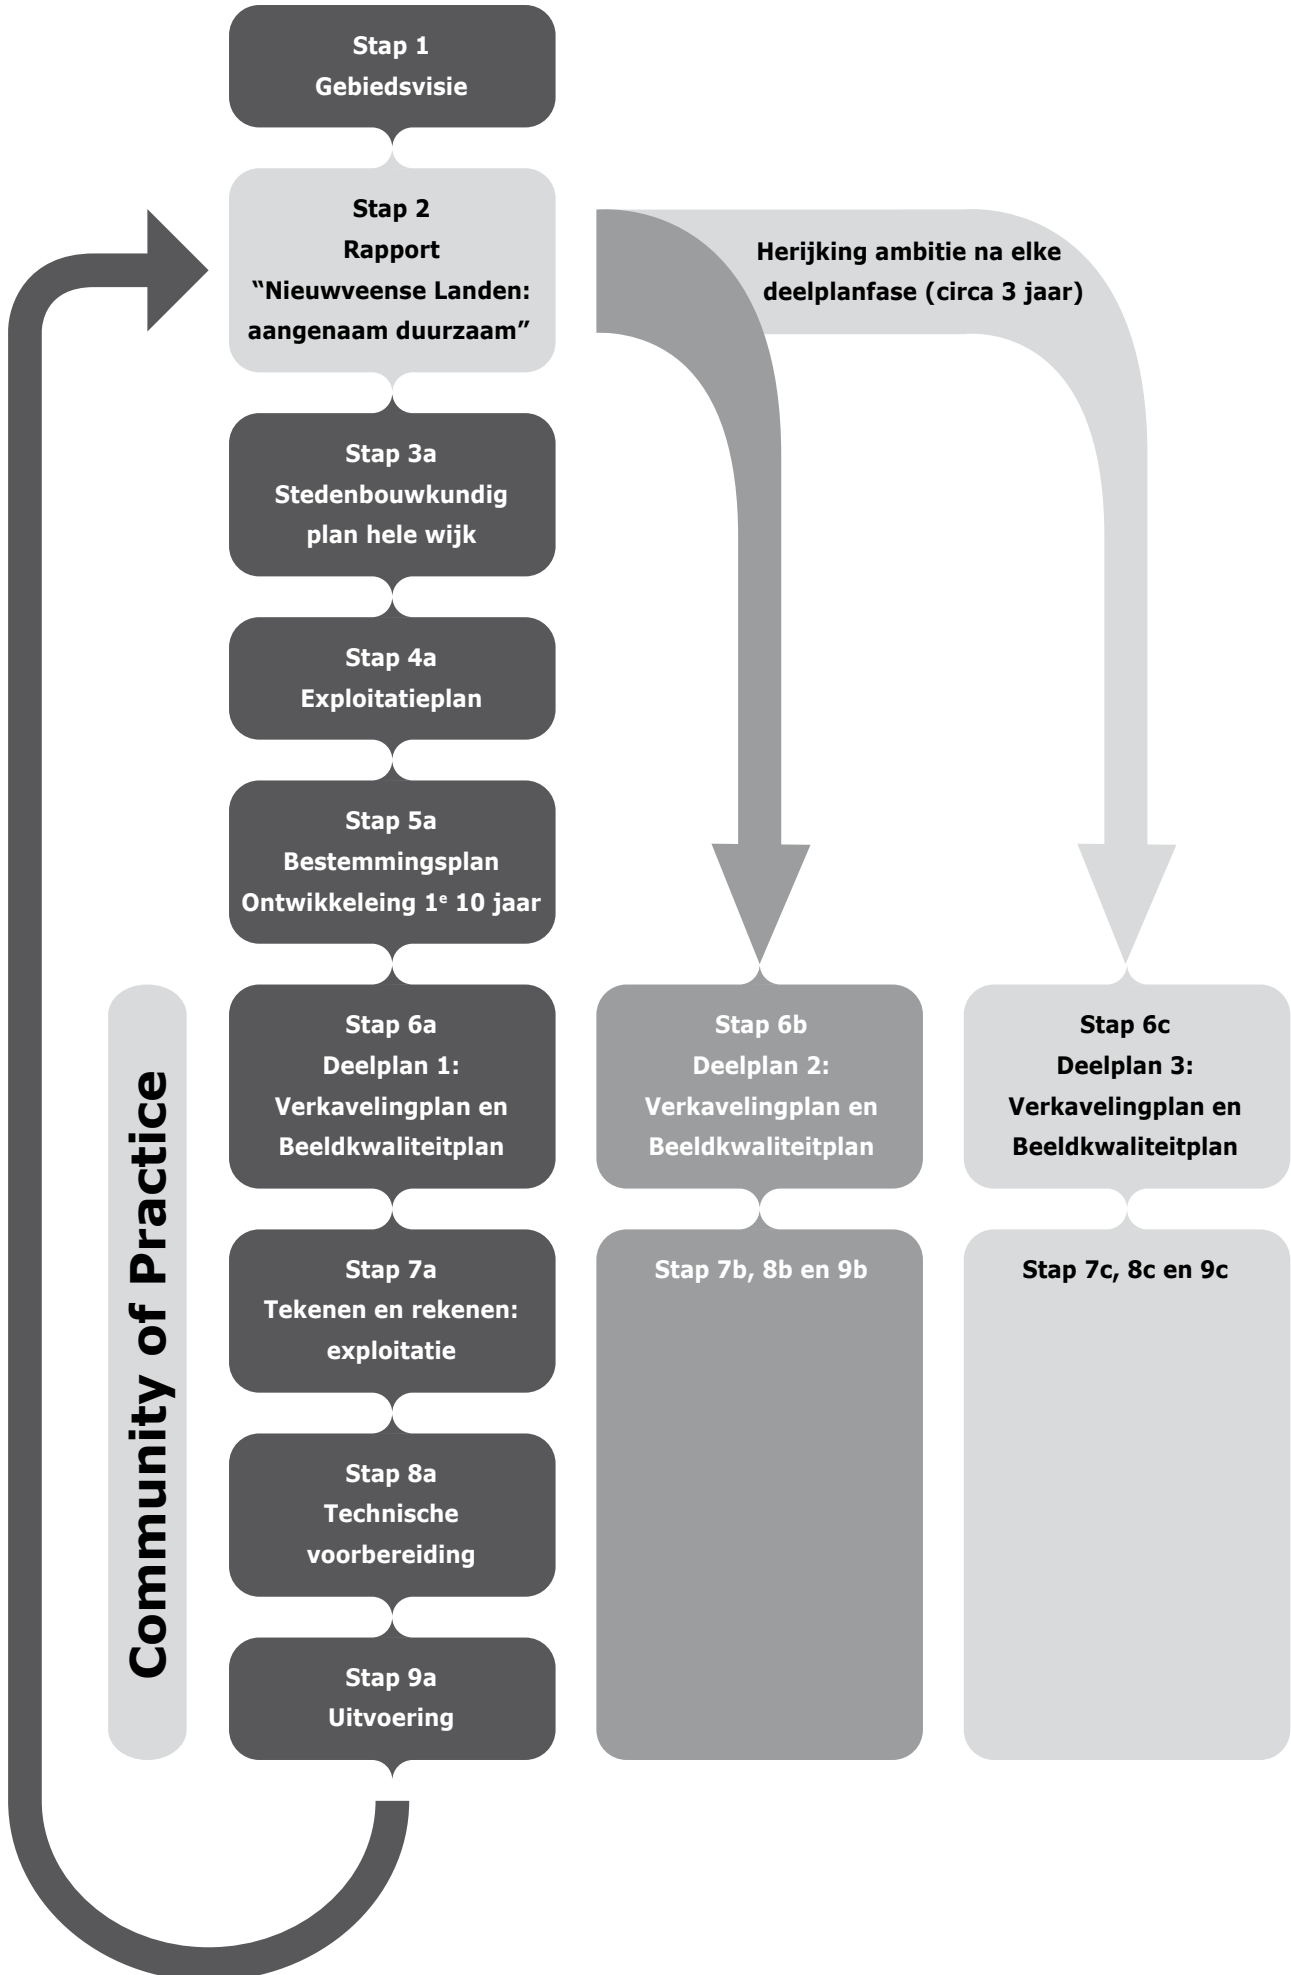 Stap 1
Gebiedsvisie
Stap 2
Rapport
“Nieuwveense Landen:
aangenaam duurzaam”
Herijking ambitie na elke
deelplanfase (circa 3 jaar)
Stap 3a
Stedenbouwkundig
plan hele wijk
Stap 4a
Exploitatieplan
Stap 5a
Bestemmingsplan
Ontwikkeleing 1e 10 jaar
Community of Practice
Stap 6a
Deelplan 1:
Verkavelingplan en
Beeldkwaliteitplan
Stap 6b
Deelplan 2:
Verkavelingplan en
Beeldkwaliteitplan
Stap 6c
Deelplan 3:
Verkavelingplan en
Beeldkwaliteitplan
Stap 7a
Tekenen en rekenen:
exploitatie
Stap 7b, 8b en 9b
Stap 7c, 8c en 9c
Stap 8a
Technische
voorbereiding
Stap 9a
Uitvoering